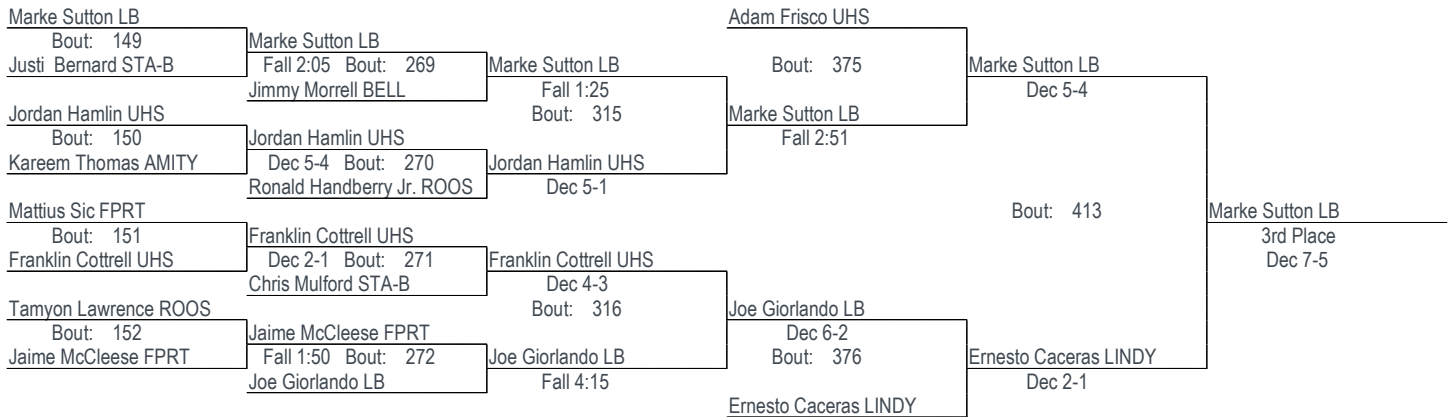 Marke Sutton LB
Bout: 149
Justi Bernard STA-B
Jordan Hamlin UHS
Bout: 150
Kareem Thomas AMITY
Mattius Sic FPRT
Bout: 151
Franklin Cottrell UHS
Tamyon Lawrence ROOS
Bout: 152
Jaime McCleese FPRT
Marke Sutton LB
Fall 2:05 Bout: 269
Jimmy Morrell BELL
Jordan Hamlin UHS
Dec 5-4 Bout: 270
Ronald Handberry Jr. ROOS
Franklin Cottrell UHS
Dec 2-1 Bout: 271
Chris Mulford STA-B
Jaime McCleese FPRT
Fall 1:50 Bout: 272
Joe Giorlando LB
Marke Sutton LB
Fall 1:25
Bout: 315
Jordan Hamlin UHS
Dec 5-1
Franklin Cottrell UHS
Dec 4-3
Bout: 316
Joe Giorlando LB
Fall 4:15
Adam Frisco UHS
Bout: 375
Marke Sutton LB
Fall 2:51
Joe Giorlando LB
Dec 6-2
Bout: 376
Ernesto Caceras LINDY
Marke Sutton LB
Dec 5-4
Bout: 413
Ernesto Caceras LINDY
Dec 2-1
Marke Sutton LB
3rd Place
Dec 7-5